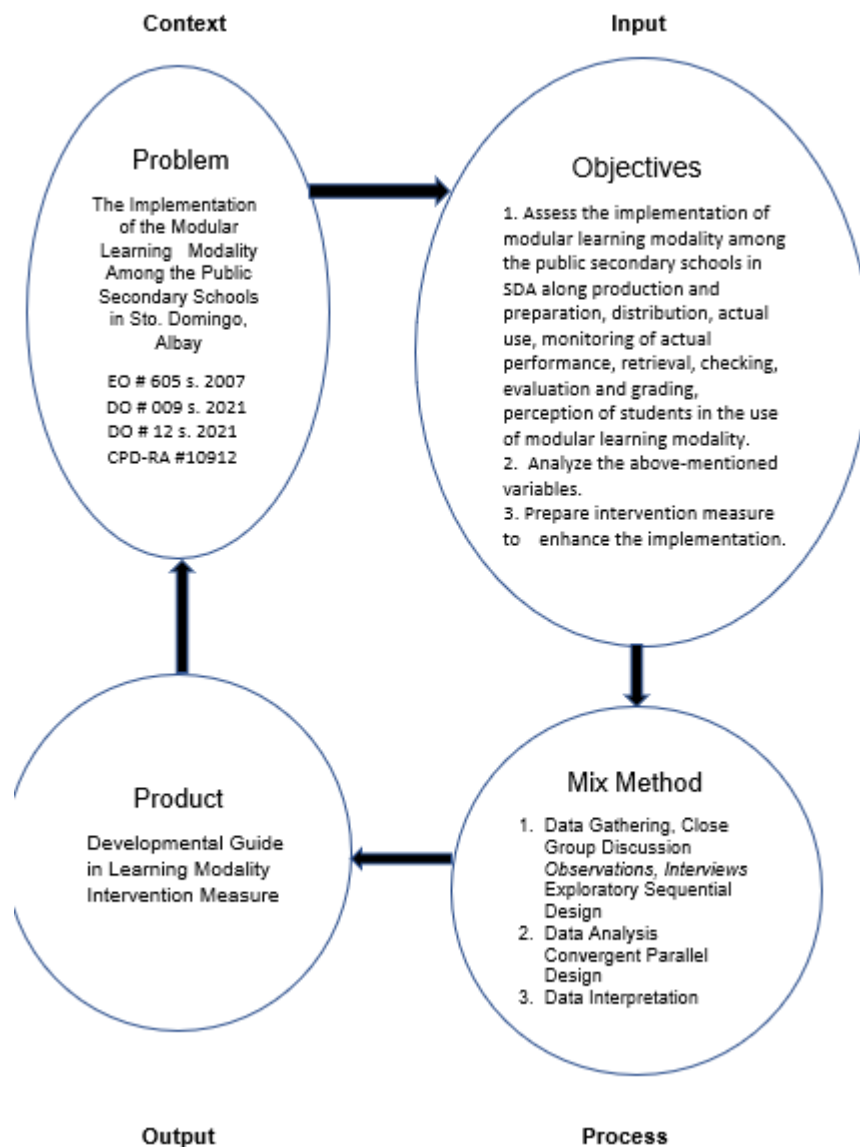 Context
Input
Problem
The Implementation
of the Modular
Learning Modality
Among the Public
Secondary Schools
in Sto. Domingo,
Albay
EO # 605 s. 2007
DO # 009 s. 2021
DO # 12 s. 2021
CPD-RA #10912
Objectives
1. Assess the implementation of
modular learning modality among
the public secondary schools in
SDA along production and
preparation, distribution, actual
use, monitoring of actual
performance, retrieval, checking,
evaluation and grading,
perception of students in the use
of modular learning modality.
2. Analyze the above-mentioned
variables.
3. Prepare intervention measure
to enhance the implementation.
Product
Developmental Guide
in Learning Modality
Intervention Measure
Mix Method
1. Data Gathering, Close
Group Discussion
Observations, Interviews
Exploratory Sequential
Design
2. Data Analysis
Convergent Parallel
Design
3. Data Interpretation
Output
Process